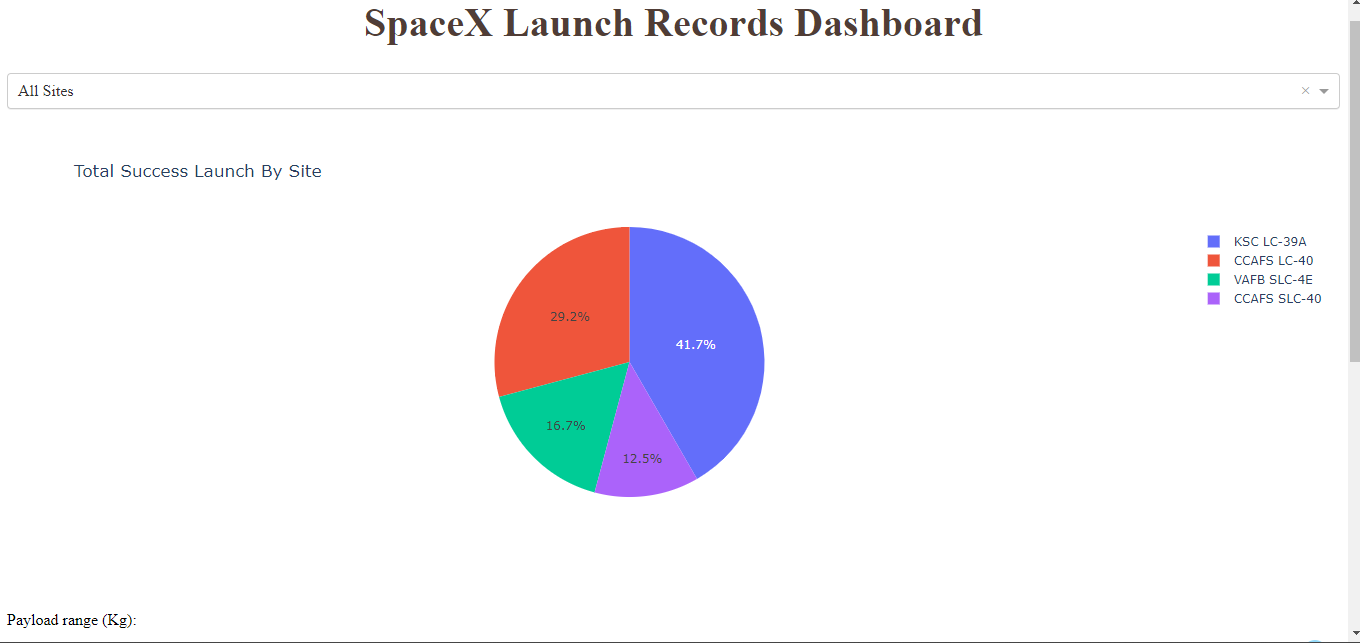 SpaceX Launch Records Dashboard
All Sites
Total Success Launch By Site
KSC LC-39A
CCAFS LC-40
VAFB SLC-4E
CCAFS SLC-40
29.2%
41.7%
16.7%
12.5%
Payload range (Kg):